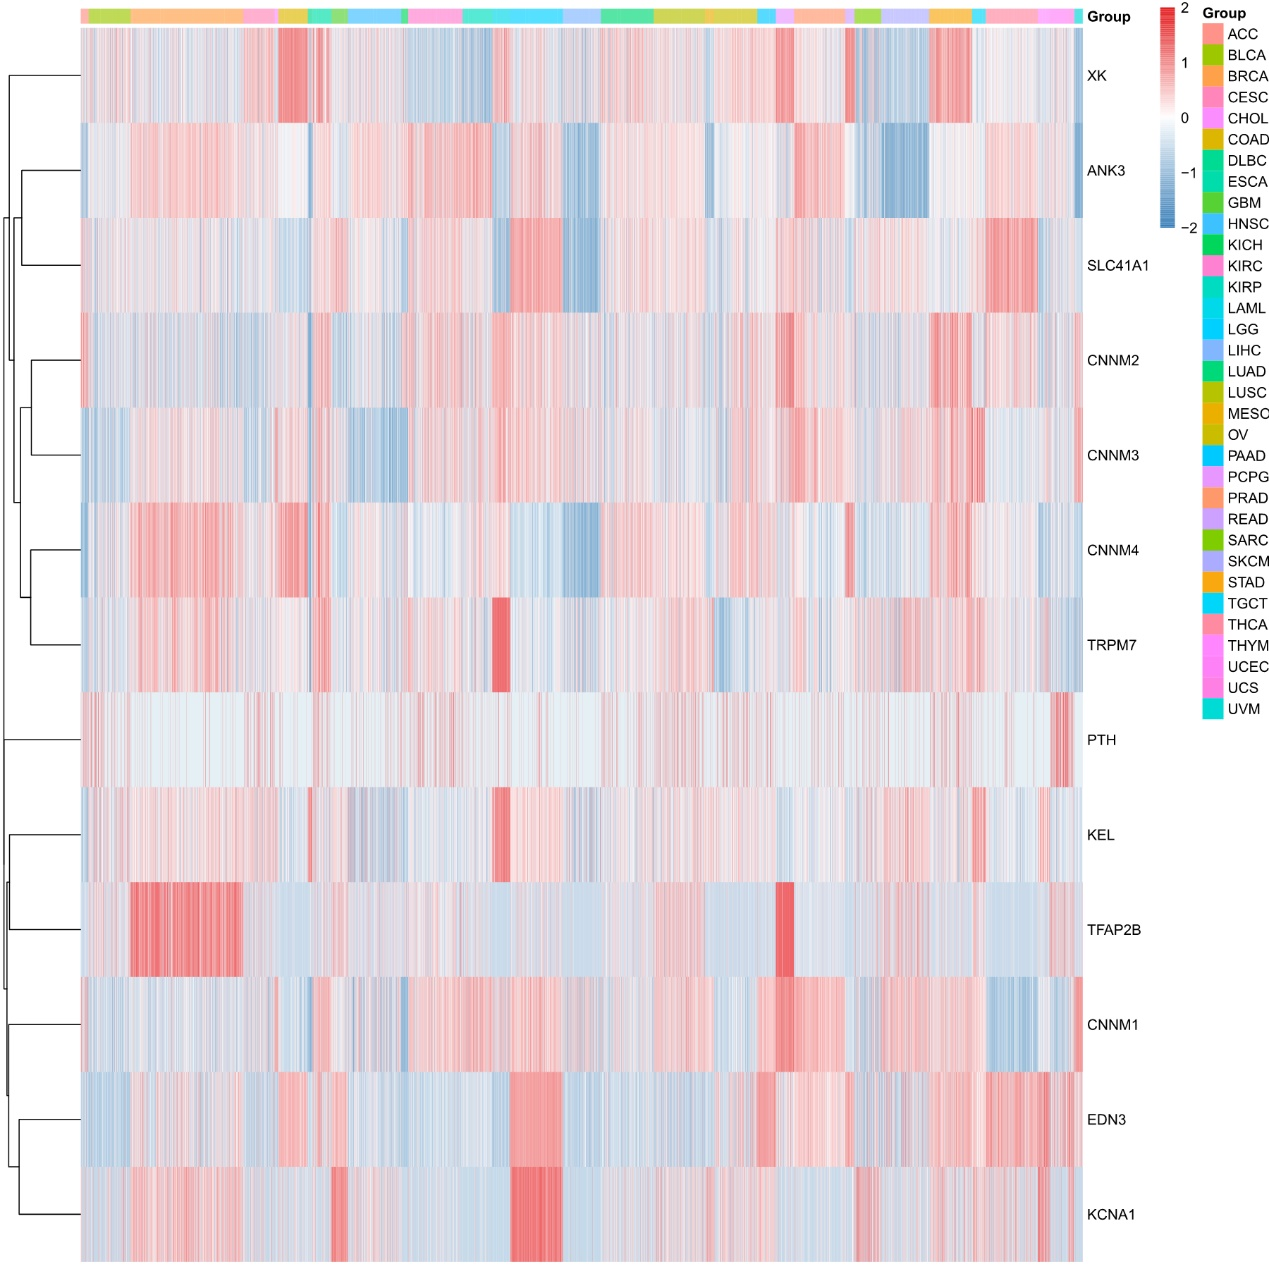 Group
XK
ANK3
SLC41A1
CNNM2
CNNM3
CNNM4
TRPM7
PTH
KEL
TFAP2B
CNNM1
EDN3
KCNA1
2
1
0
−1
−2
Group
ACC
BLCA
BRCA
CESC
CHOL
COAD
DLBC
ESCA
GBM
HNSC
KICH
KIRC
KIRP
LAML
LGG
LIHC
LUAD
LUSC
MESO
OV
PAAD
PCPG
PRAD
READ
SARC
SKCM
STAD
TGCT
THCA
THYM
UCEC
UCS
UVM